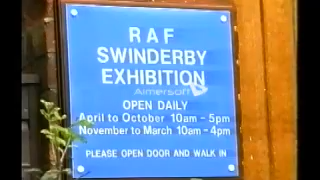 RAF
SWINDERBY
EXHIBITION
Aimersoft
OPEN DAILY
April to October 10am - 5pm
November to March 10am - 4pm
PLEASE OPEN DOOR AND WALK IN